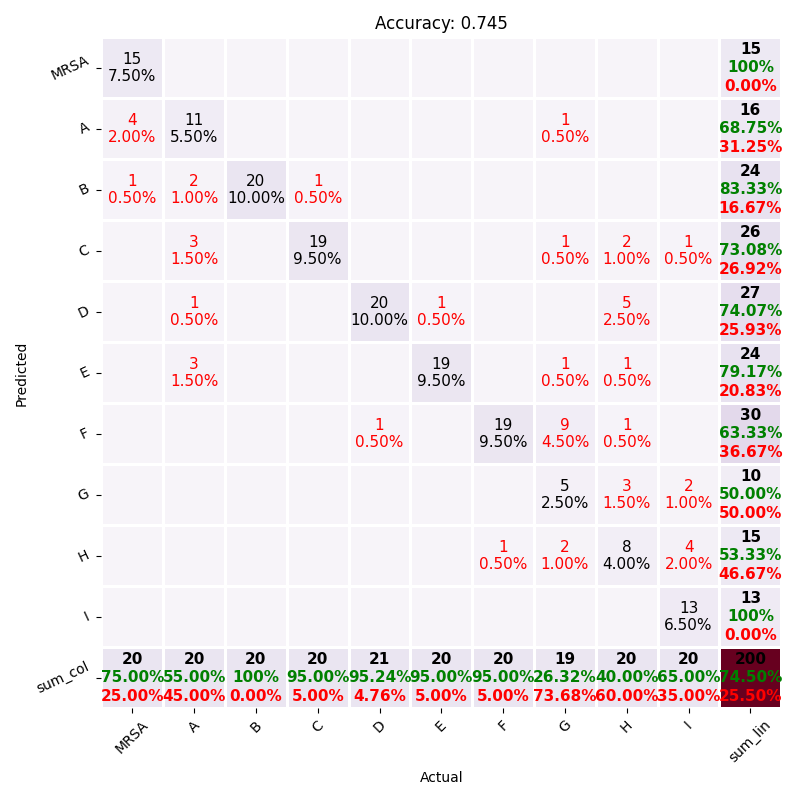 Accuracy: 0.745
MRSA 15 15
7.50% 100%
0.00%
A 4 11 1 16
2.00% 5.50% 0.50% 68.75%
31.25%
B 1 2 20 1 24
0.50% 1.00% 10.00% 0.50% 83.33%
16.67%
C 3 19 1 2 1 26
1.50% 9.50% 0.50% 1.00% 0.50% 73.08%
26.92%
D 1 20 1 5 27
0.50% 10.00% 0.50% 2.50% 74.07%
25.93%
E 3 19 1 1 24
1.50% 9.50% 0.50% 0.50% 79.17%
20.83%
F 1 19 9 1 30
0.50% 9.50% 4.50% 0.50% 63.33%
36.67%
G 5 3 2 10
2.50% 1.50% 1.00% 50.00%
50.00%
H 1 2 8 4 15
0.50% 1.00% 4.00% 2.00% 53.33%
46.67%
I 13 13
6.50% 100%
0.00%
sum_col 20 20 20 20 21 20 20 19 20 20 200
75.00% 55.00% 100% 95.00% 95.24% 95.00% 95.00% 26.32% 40.00% 65.00% 74.50%
25.00% 45.00% 0.00% 5.00% 4.76% 5.00% 5.00% 73.68% 60.00% 35.00% 25.50%
MRSA A B C D E F G H I sum_lin
Predicted
Actual